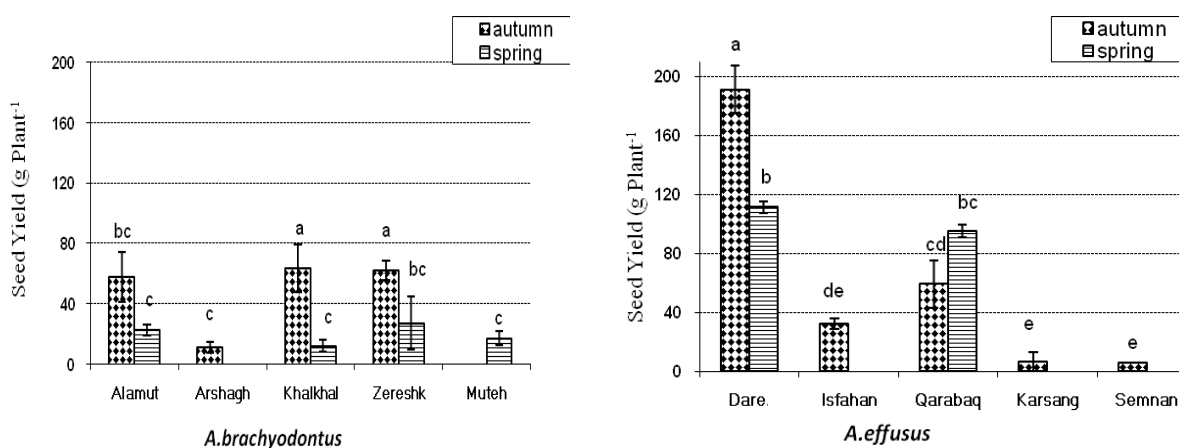 autumn
spring
200
160
120
80
40
0
Seed Yield (g Plant-1
bc
c
c
a
c
a
bc
c
Alamut Arshagh Khalkhal Zereshk Muteh
A.brachyodontus
autumn
spring
200
160
120
80
40
0
Seed Yield (g Plant-1
a
b
de
cd
bc
e
e
Dare. Isfahan Qarabaq Karsang Semnan
A.effusus